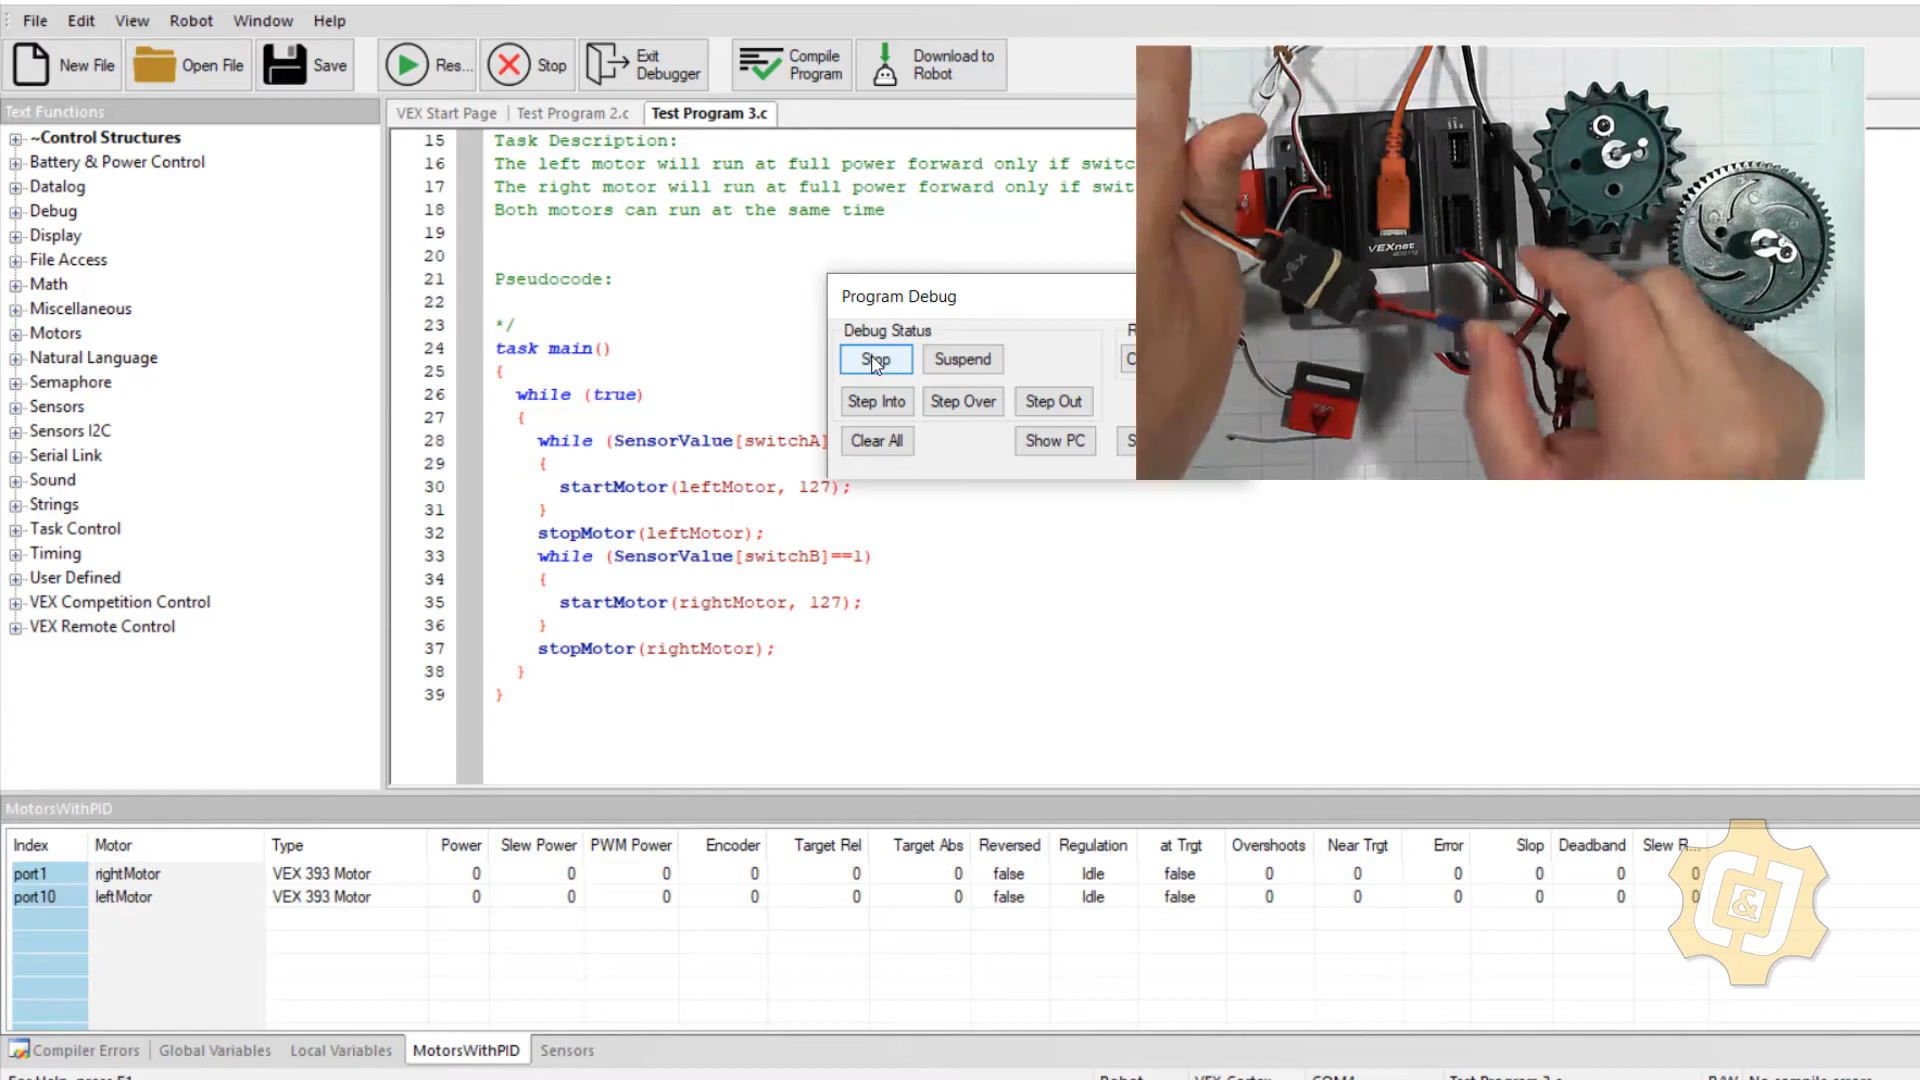 File Edit View Robot Window Help
New File Open File Save Res... Stop Exit Debugger Compile Program Download to Robot
Text Functions
~Control Structures
Battery & Power Control
Datalog
Debug
Display
File Access
Math
Miscellaneous
Motors
Natural Language
Semaphore
Sensors
Sensors I2C
Serial Link
Sound
Strings
Task Control
Timing
User Defined
VEX Competition Control
VEX Remote Control
VEX Start Page Test Program 2.c Test Program 3.c
15 Task Description:
16 The left motor will run at full power forward only if switc
17 The right motor will run at full power forward only if swit
18 Both motors can run at the same time
19
20
21 Pseudocode:
22
23 */
24 task main()
25 {
26 while (true)
27 {
28 while (SensorValue[switchA]
29 {
30 startMotor(leftMotor, 127);
31 }
32 stopMotor(leftMotor);
33 while (SensorValue[switchB]==1)
34 {
35 startMotor(rightMotor, 127);
36 }
37 stopMotor(rightMotor);
38 }
39 }
Program Debug
Debug Status
Stop Suspend
Step Into Step Over Step Out
Clear All Show PC S
VEXnet
VEX
MotorsWithPID
Index Motor Type Power Slew Power PWM Power Encoder Target Rel Target Abs Reversed Regulation at Trgt Overshoots Near Trgt Error Slop Deadband Slew R...
port1 rightMotor VEX 393 Motor 0 0 0 0 0 0 false Idle false 0 0 0 0 0 0
port10 leftMotor VEX 393 Motor 0 0 0 0 0 0 false Idle false 0 0 0 0 0 0
Compiler Errors Global Variables Local Variables MotorsWithPID Sensors